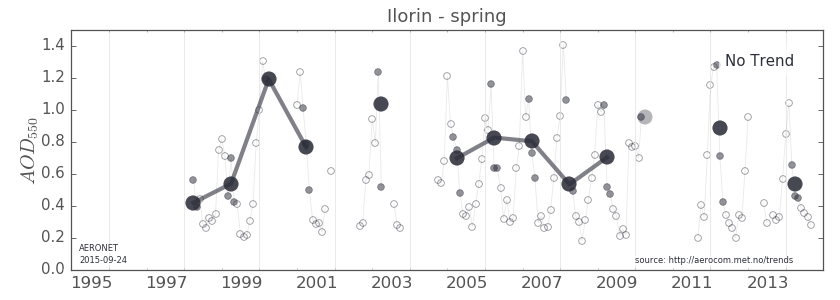 Ilorin - spring
1.4
1.2
1.0
0.8
0.6
0.4
0.2
0.0
AOD550
No Trend
AERONET
2015-09-24
source: http://aerocom.met.no/trends
1995 1997 1999 2001 2003 2005 2007 2009 2011 2013